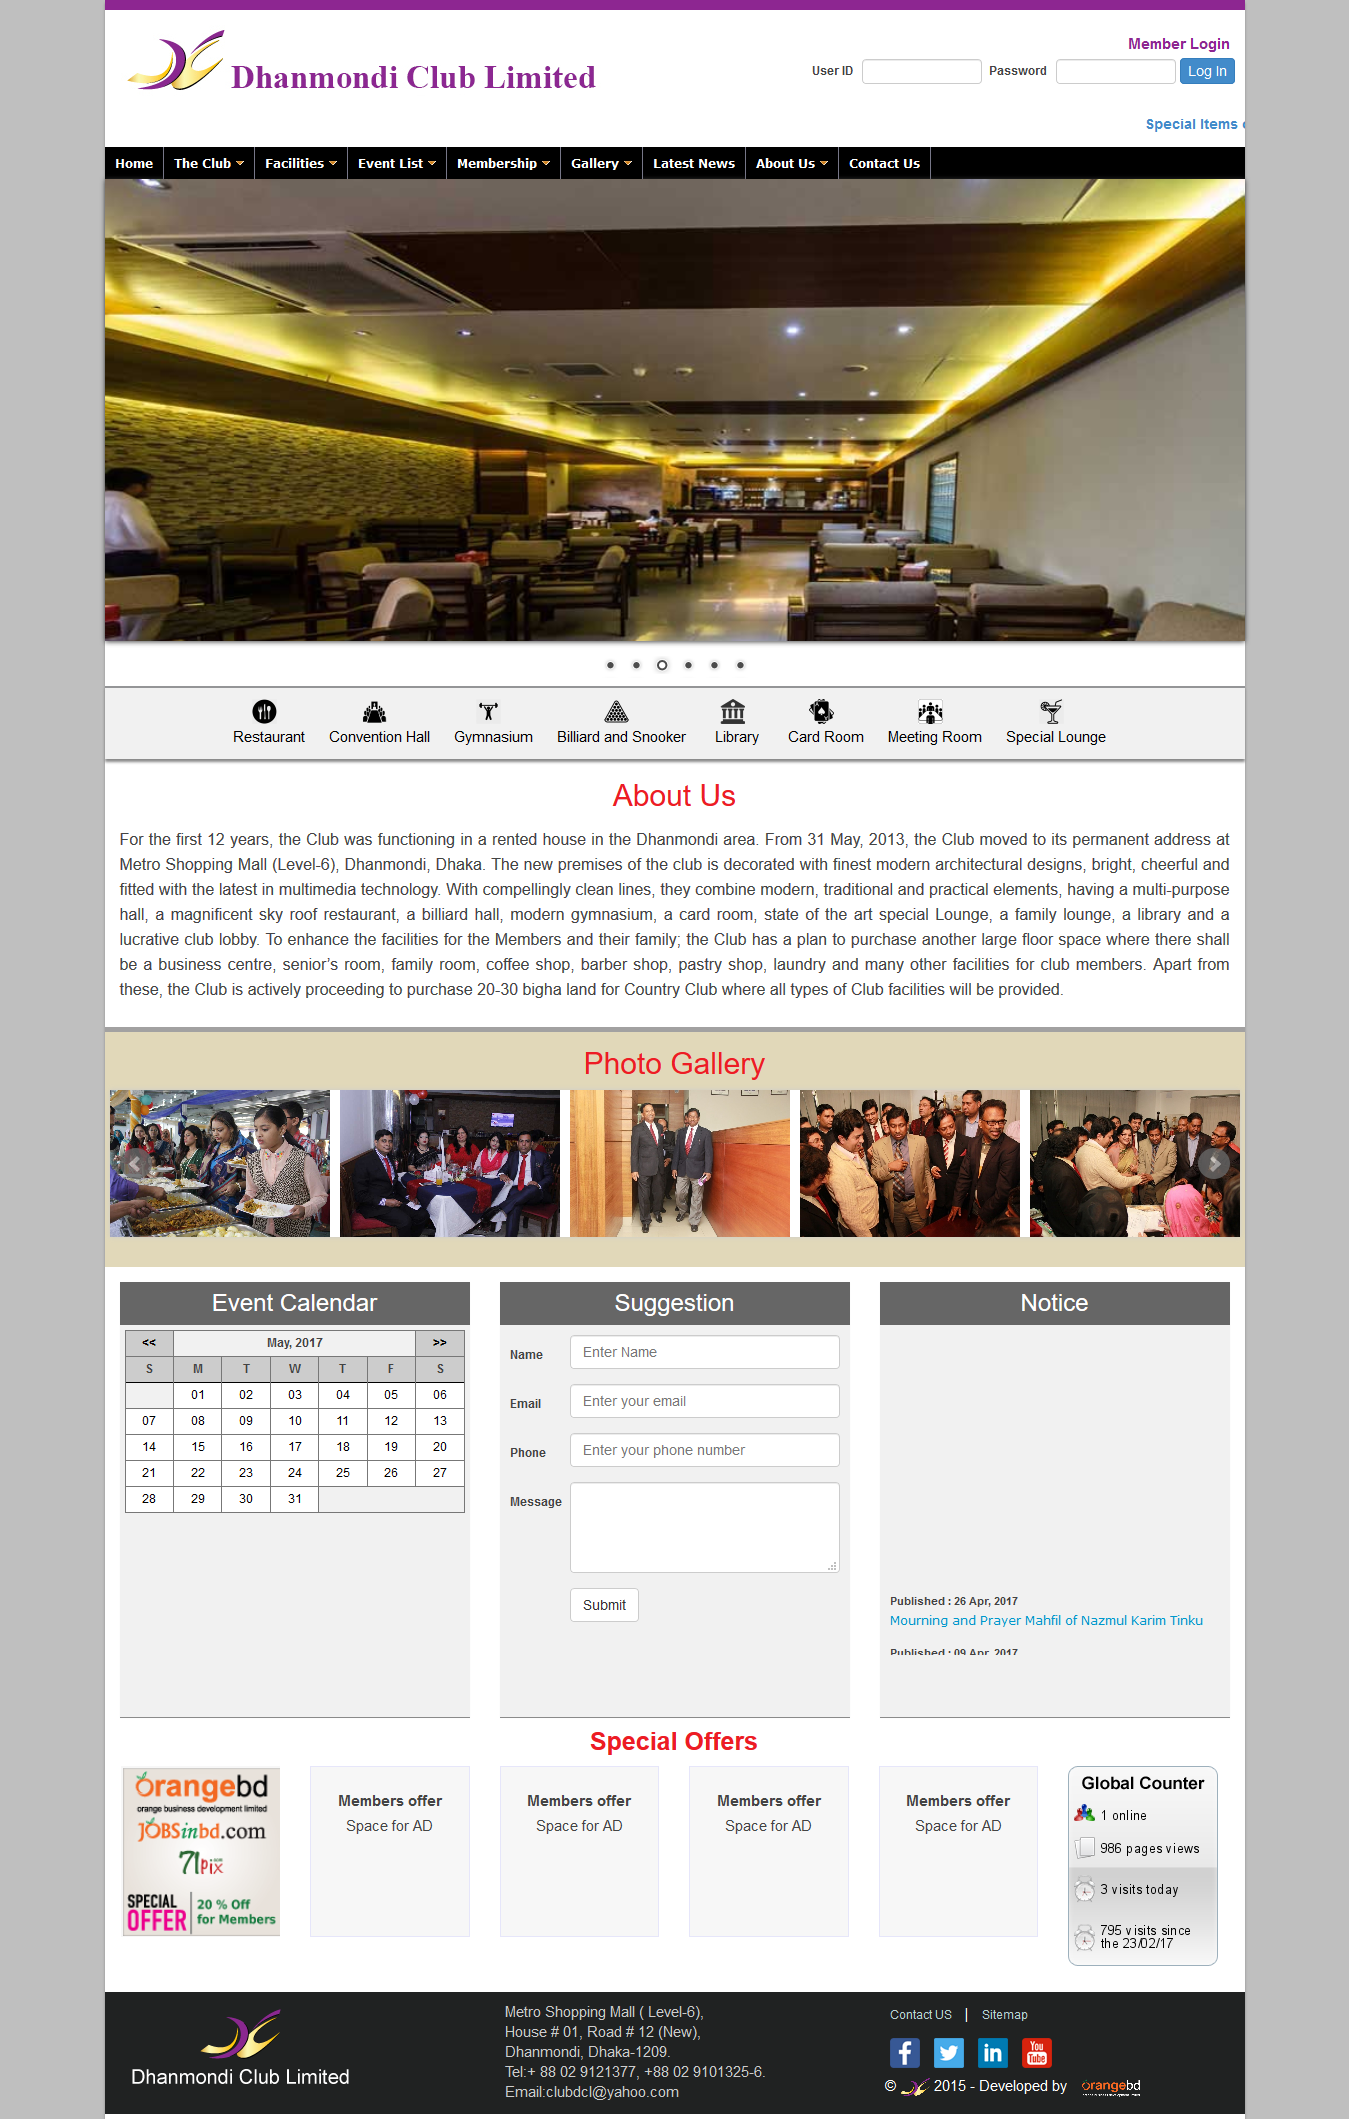 Dhanmondi Club Limited
Member Login
User ID
Password
Log In
Special Items
Home
The Club
Facilities
Event List
Membership
Gallery
Latest News
About Us
Contact Us
Restaurant
Convention Hall
Gymnasium
Billiard and Snooker
Library
Card Room
Meeting Room
Special Lounge
About Us
For the first 12 years, the Club was functioning in a rented house in the Dhanmondi area. From 31 May, 2013, the Club moved to its permanent address at
Metro Shopping Mall (Level-6), Dhanmondi, Dhaka. The new premises of the club is decorated with finest modern architectural designs, bright, cheerful and
fitted with the latest in multimedia technology. With compellingly clean lines, they combine modern, traditional and practical elements, having a multi-purpose
hall, a magnificent sky roof restaurant, a billiard hall, modern gymnasium, a card room, state of the art special Lounge, a family lounge, a library and a
lucrative club lobby. To enhance the facilities for the Members and their family; the Club has a plan to purchase another large floor space where there shall
be a business centre, senior’s room, family room, coffee shop, barber shop, pastry shop, laundry and many other facilities for club members. Apart from
these, the Club is actively proceeding to purchase 20-30 bigha land for Country Club where all types of Club facilities will be provided.
Photo Gallery
Event Calendar
<< May, 2017 >>
S M T W T F S
01 02 03 04 05 06
07 08 09 10 11 12 13
14 15 16 17 18 19 20
21 22 23 24 25 26 27
28 29 30 31
Suggestion
Name
Enter Name
Email
Enter your email
Phone
Enter your phone number
Message
Submit
Notice
Published : 26 Apr, 2017
Mourning and Prayer Mahfil of Nazmul Karim Tinku
Published : 09 Apr, 2017
Special Offers
orangebd
orange business development limited
JOBSinbd.com
71pix
SPECIAL
OFFER
20 % Off
for Members
Members offer
Space for AD
Members offer
Space for AD
Members offer
Space for AD
Members offer
Space for AD
Global Counter
1 online
986 pages views
3 visits today
795 visits since
the 23/02/17
Dhanmondi Club Limited
Metro Shopping Mall ( Level-6),
House # 01, Road # 12 (New),
Dhanmondi, Dhaka-1209.
Tel:+ 88 02 9121377, +88 02 9101325-6.
Email:clubdcl@yahoo.com
Contact US | Sitemap
f
in
You
Tube
© 2015 - Developed by orangebd